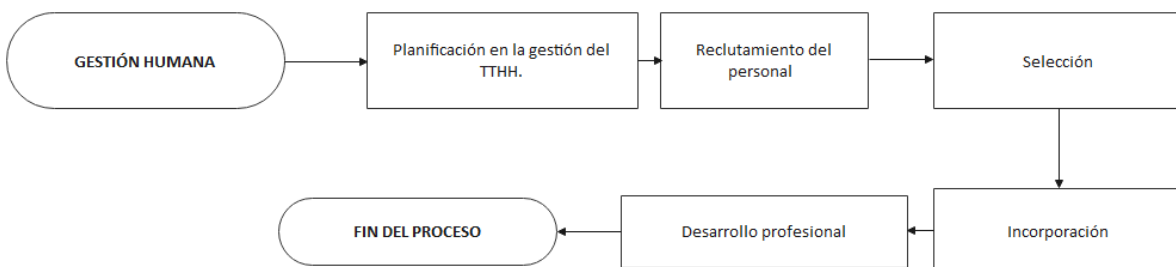 GESTIÓN HUMANA
Planificación en la gestión del
TTHH.
Reclutamiento del
personal
Selección
Incorporación
Desarrollo profesional
FIN DEL PROCESO